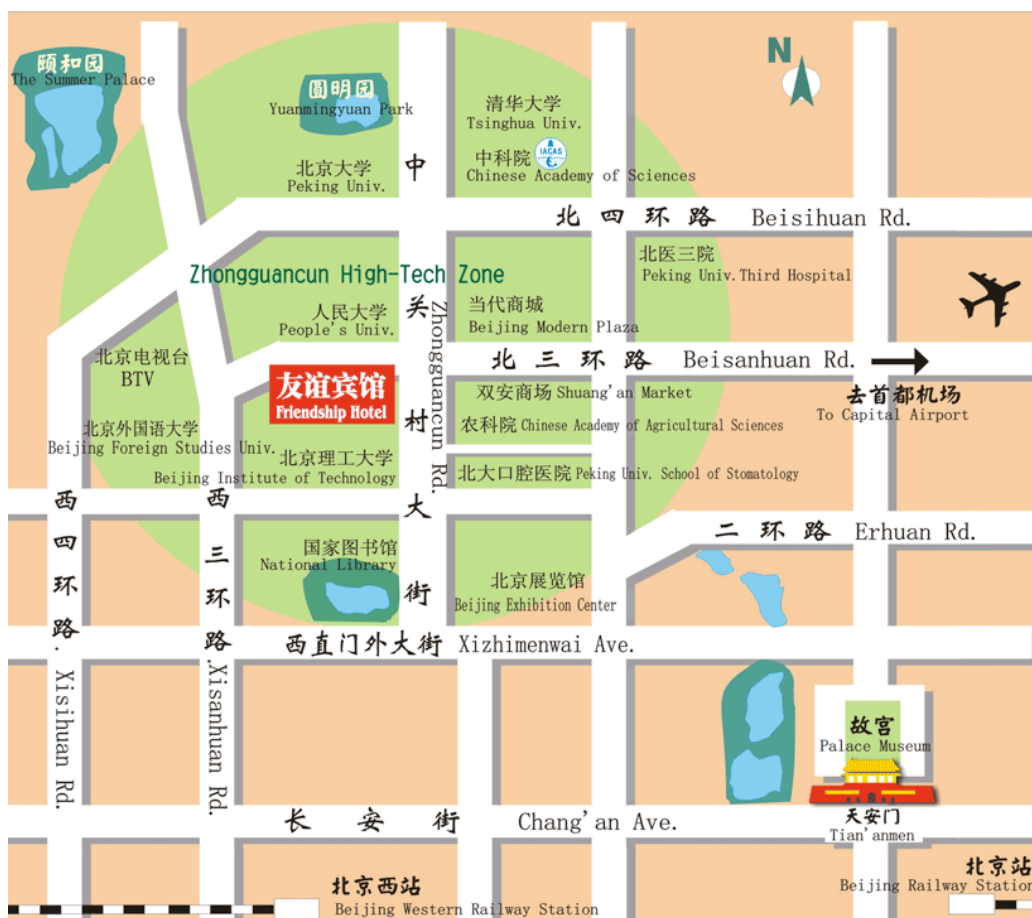 颐和园
The Summer Palace
圆明园
Yuanmingyuan Park
清华大学
Tsinghua Univ.
N
中科院
IACAS
Chinese Academy of Sciences
北京大学
Peking Univ.
中关村大街
Zhongguancun Rd.
北四环路 Beisihuan Rd.
Zhongguancun High-Tech Zone
北医三院
Peking Univ.Third Hospital
人民大学
People's Univ.
当代商城
Beijing Modern Plaza
北三环路 Beisanhuan Rd.
北京电视台
BTV
友谊宾馆
Friendship Hotel
双安商场 Shuang'an Market
去首都机场
To Capital Airport
农科院 Chinese Academy of Agricultural Sciences
北京外国语大学
Beijing Foreign Studies Univ.
北京理工大学
Beijing Institute of Technology
北大口腔医院 Peking Univ. School of Stomatology
西四环路. Xisihuan Rd.
西三环路.Xisanhuan Rd.
二环路 Erhuan Rd.
国家图书馆
National Library
北京展览馆
Beijing Exhibition Center
西直门外大街 Xizhimenwai Ave.
故宫
Palace Museum
长安街 Chang'an Ave.
天安门
Tian'anmen
北京西站
Beijing Western Railway Station
北京站
Beijing Railway Station